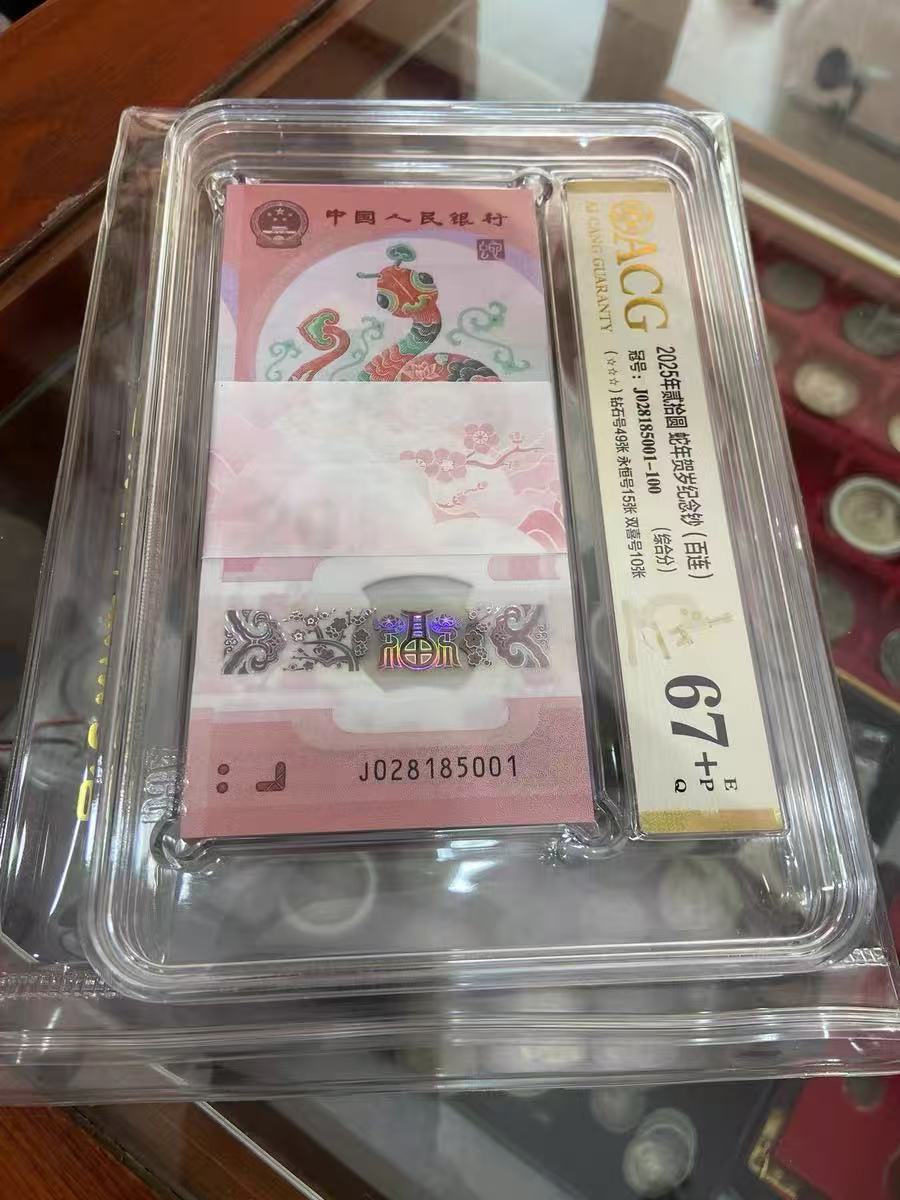 中国人民银行
J028185001
ACG
AI CANG GUARANTY
2025年贰拾圆 蛇年贺岁纪念钞（百连）
冠号：J028185001-100 （综合分）
(☆☆☆) 钻石号49张 永恒号15张 双喜号10张
67+
E
P
Q